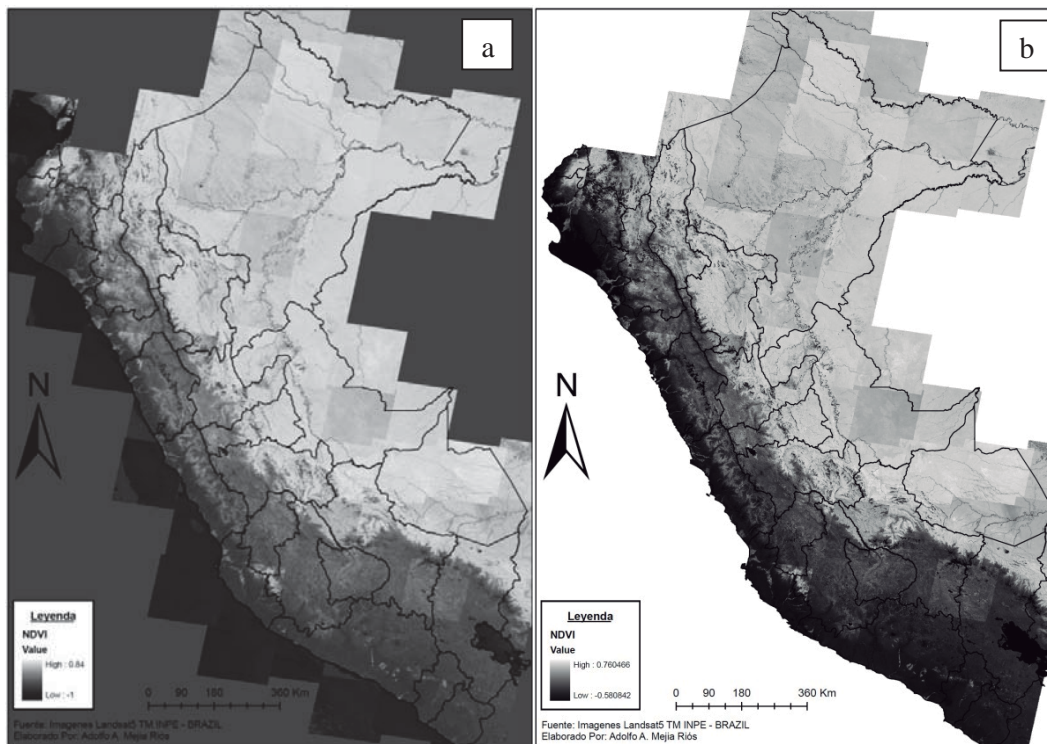 a
N
Leyenda
NDVI
Value
High : 0.84
Low : -1
0 90 180 360 Km
Fuente: Imagenes Landsat5 TM INPE - BRAZIL
Elaborado Por: Adolfo A. Mejia Riós
b
N
Leyenda
NDVI
Value
High : 0.760466
Low : -0.580842
0 90 180 360 Km
Fuente: Imagenes Landsat5 TM INPE - BRAZIL
Elaborado Por: Adolfo A. Mejia Riós